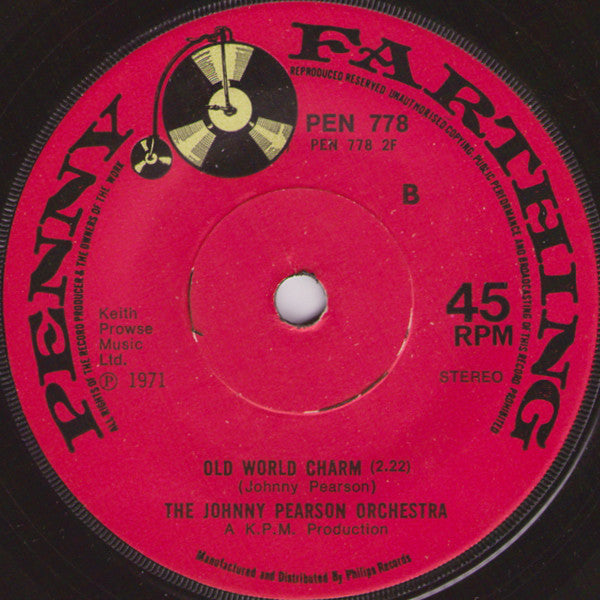 PENNY FARTHING
ALL RIGHTS OF THE RECORD PRODUCER & THE OWNERS OF THE WORK
REPRODUCED RESERVED. UNAUTHORISED COPYING, PUBLIC PERFORMANCE AND BROADCASTING OF THIS RECORD PROHIBITED
PEN 778
PEN 778 2F
B
Keith
Prowse
Music
Ltd.
℗ 1971
45
RPM
STEREO
OLD WORLD CHARM (2.22)
(Johnny Pearson)
THE JOHNNY PEARSON ORCHESTRA
A K.P.M. Production
Manufactured and Distributed By Philips Records